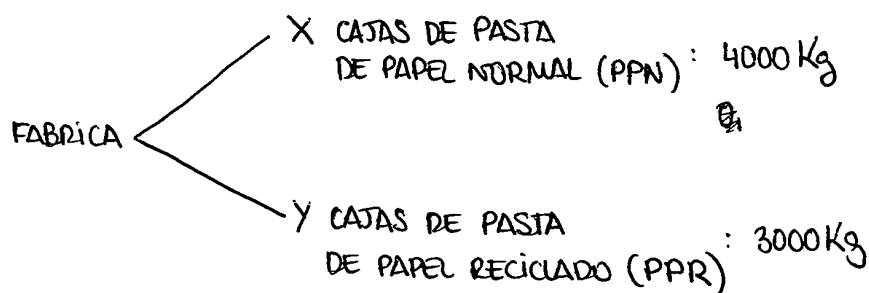 X CAJAS DE PASTA
DE PAPEL NORMAL (PPN) : 4000 Kg
FABRICA
Y CAJAS DE PASTA
DE PAPEL RECICLADO (PPR) : 3000 Kg